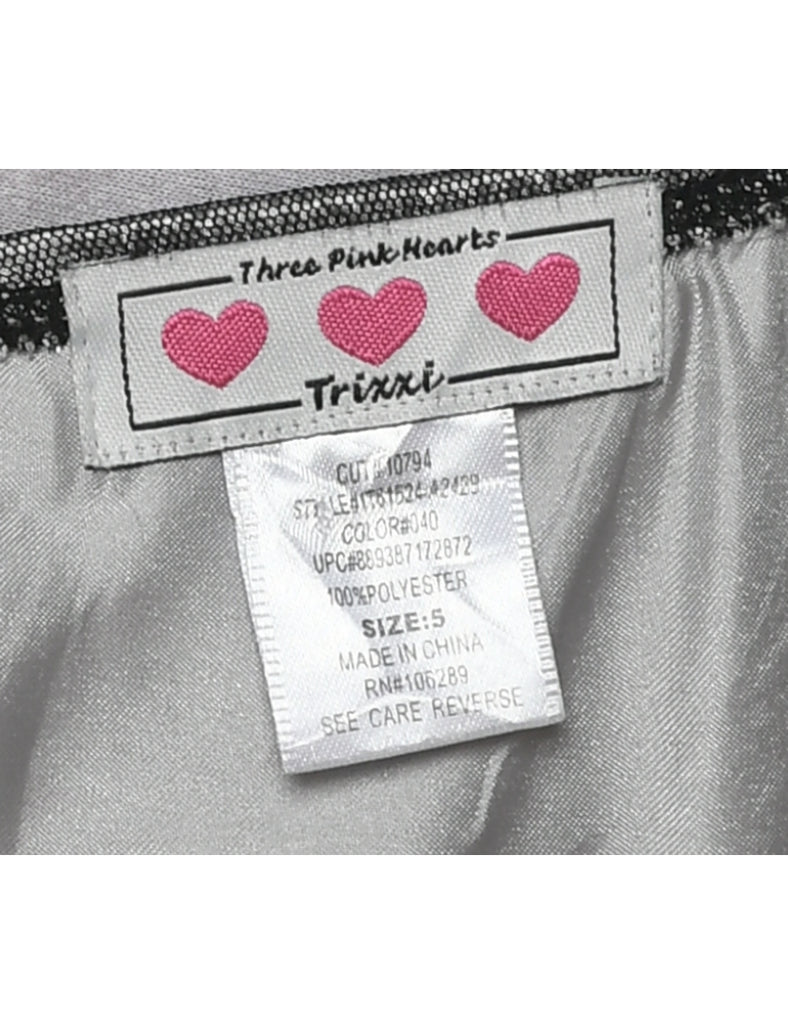 Three Pink Hearts
Trixxi
CUT#10794
COLOR#040
UPC#889387172872
100%POLYESTER
SIZE:5
MADE IN CHINA
RN#106289
SEE CARE REVERSE